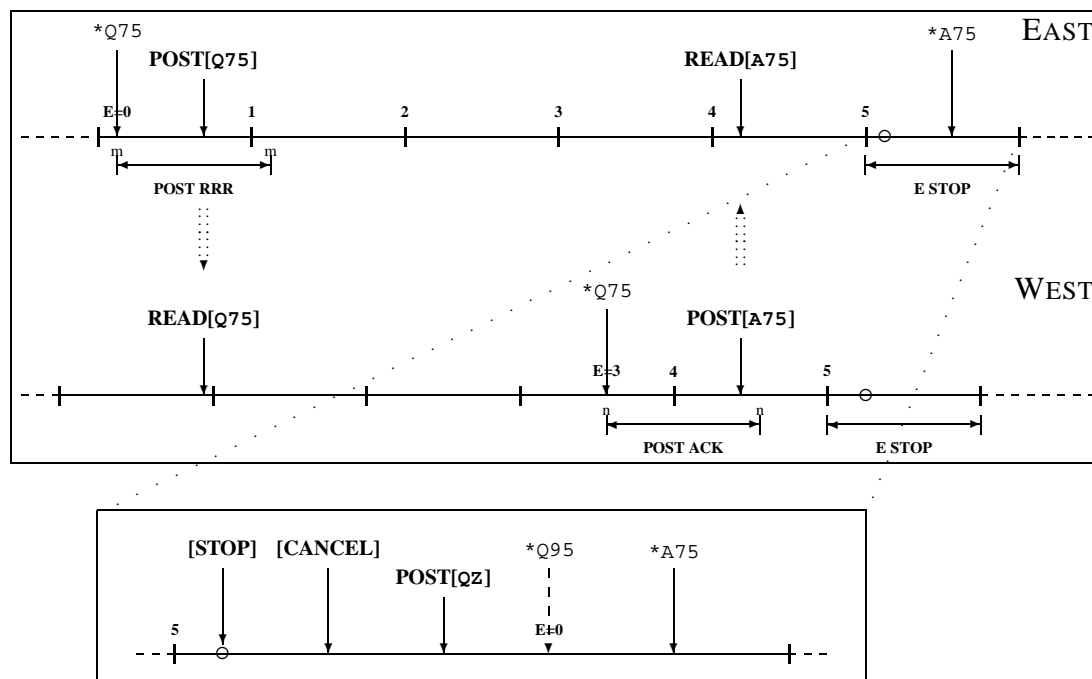 EAST
*Q75 *A75
POST[Q75] READ[A75]
E=0 1 2 3 4 5
m m
POST RRR E STOP
WEST
*Q75
READ[Q75] POST[A75]
E=3 4 5
n n
POST ACK E STOP
[STOP] [CANCEL] *Q95 *A75
POST[QZ]
5 E=0